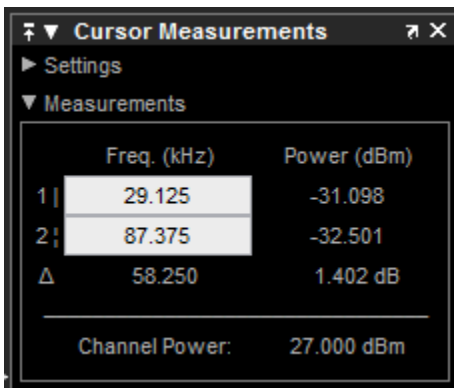 Cursor Measurements
Settings
Measurements
Freq. (kHz) Power (dBm)
1 | 29.125 -31.098
2 ¦ 87.375 -32.501
Δ 58.250 1.402 dB
Channel Power: 27.000 dBm